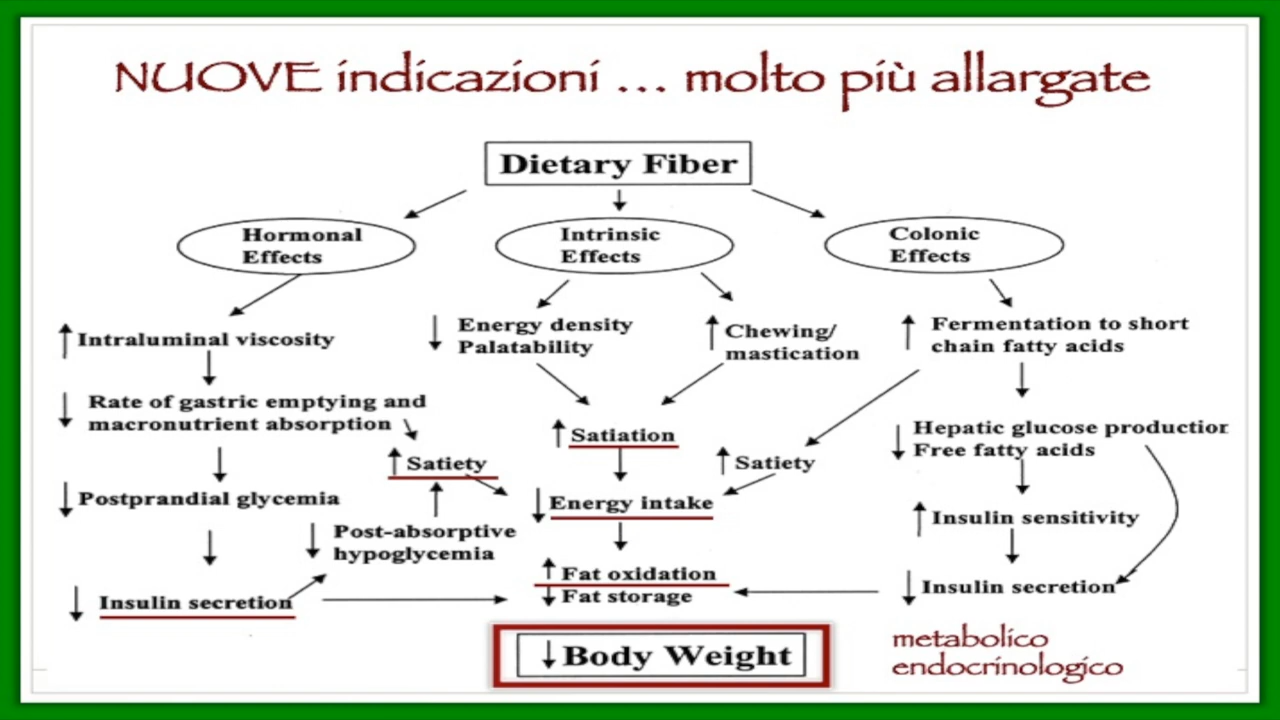 NUOVE indicazioni ... molto più allargate
Dietary Fiber
Hormonal
Effects
Intrinsic
Effects
Colonic
Effects
↑ Intraluminal viscosity
↓ Energy density
Palatability
↑ Chewing/
mastication
↑ Fermentation to short
chain fatty acids
↓ Rate of gastric emptying and
macronutrient absorption
↑ Satiation
↓ Hepatic glucose production
Free fatty acids
↑ Satiety
↑ Satiety
↓ Postprandial glycemia
↓ Energy intake
↑ Insulin sensitivity
↓ Post-absorptive
hypoglycemia
↑ Fat oxidation
↓ Fat storage
↓ Insulin secretion
↓ Insulin secretion
↓ Body Weight
metabolico
endocrinologico